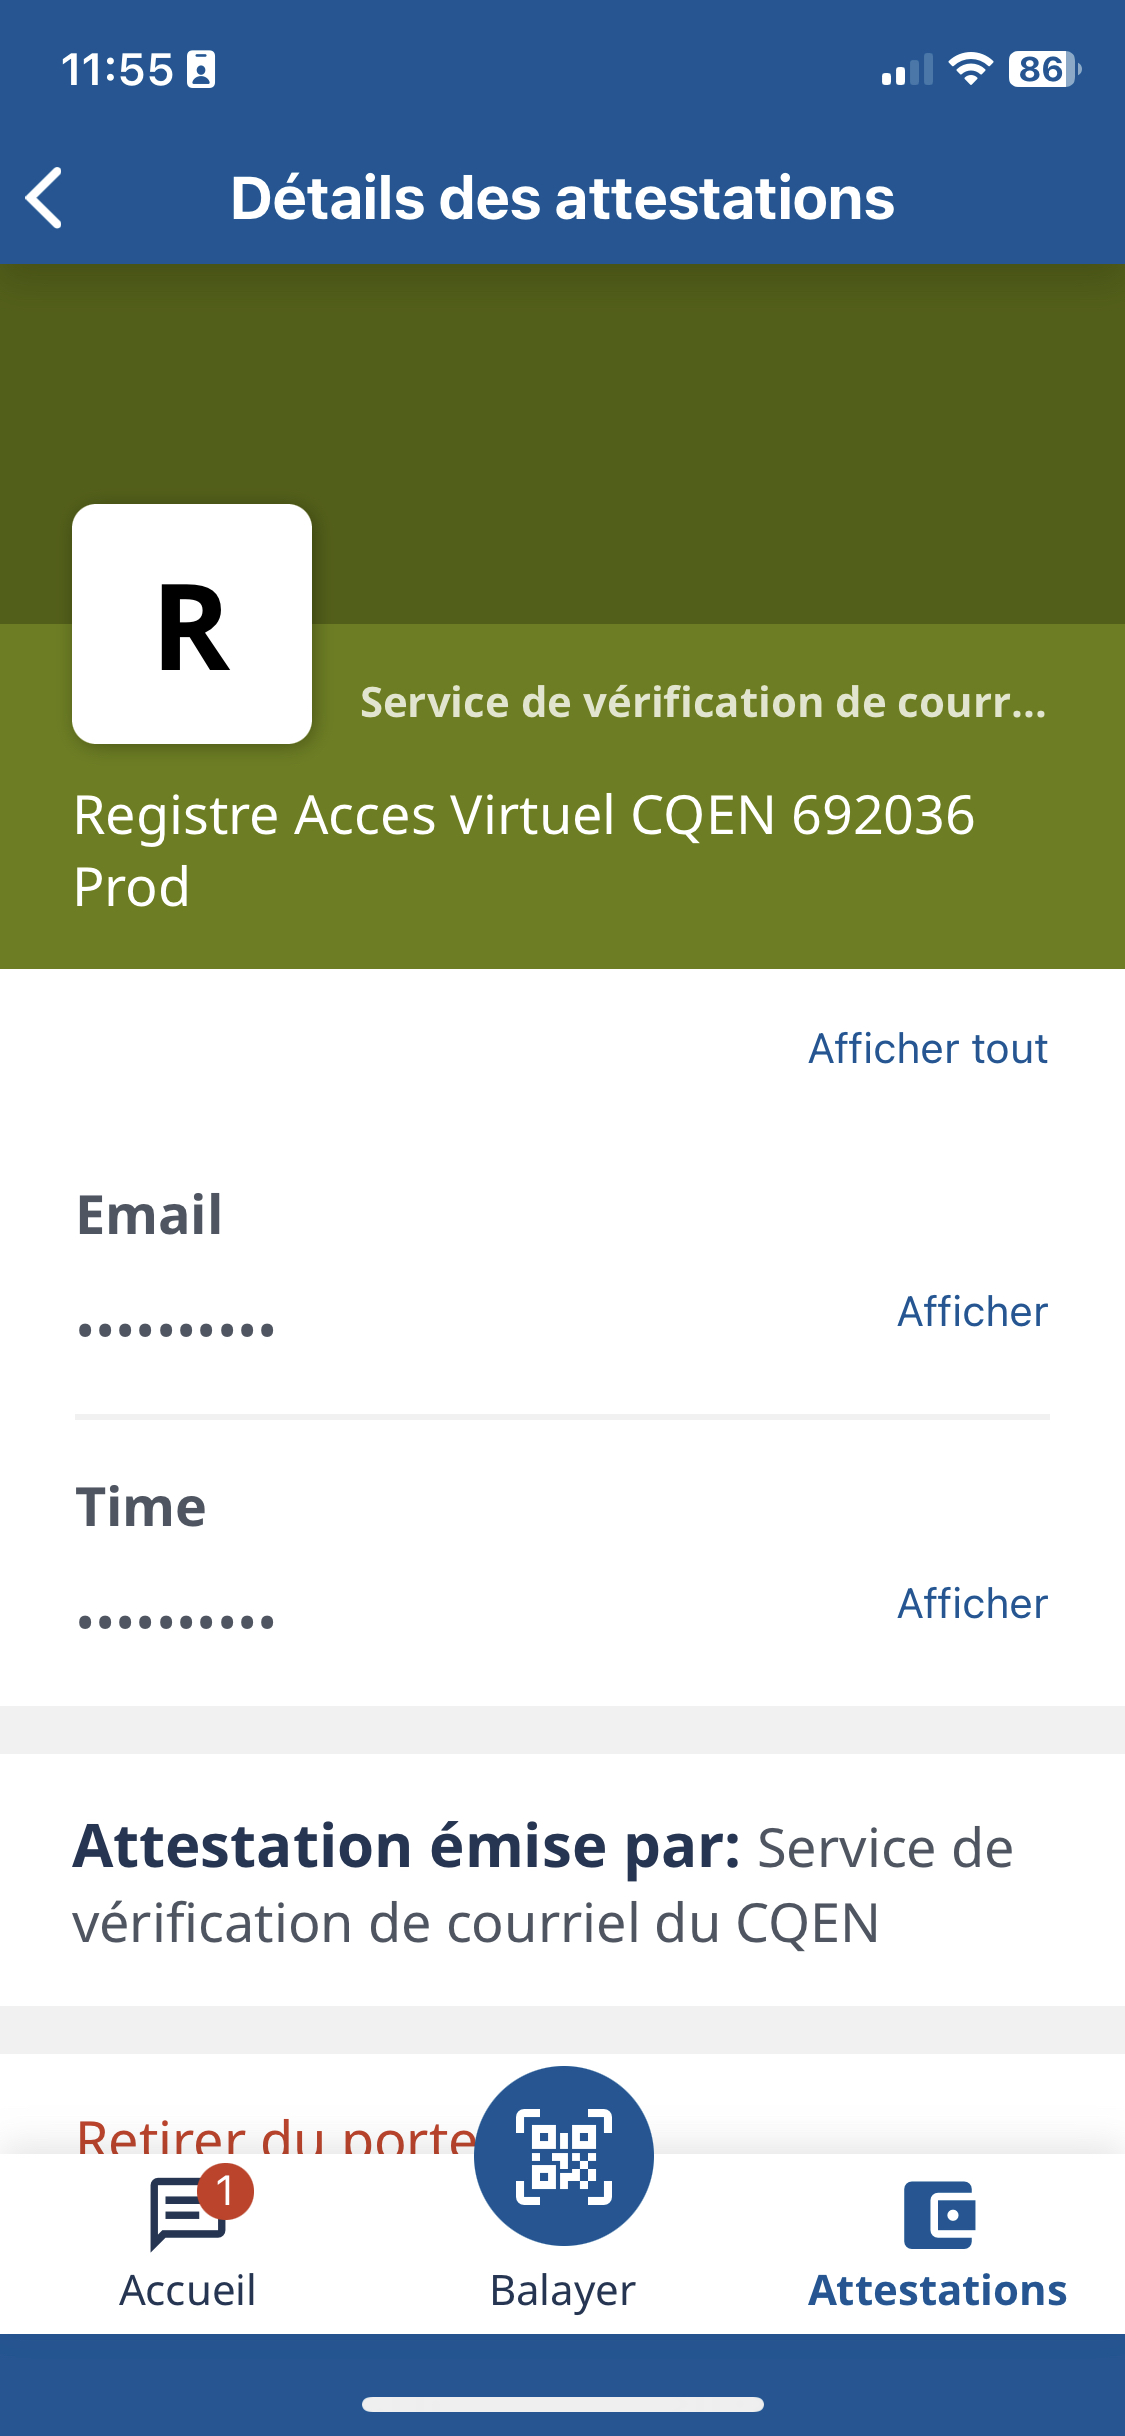 11:55
86
Détails des attestations
R
Service de vérification de courr...
Registre Acces Virtuel CQEN 692036
Prod
Afficher tout
Email
••••••••••
Afficher
Time
••••••••••
Afficher
Attestation émise par: Service de
vérification de courriel du CQEN
Retirer du porte
1
Accueil
Balayer
Attestations